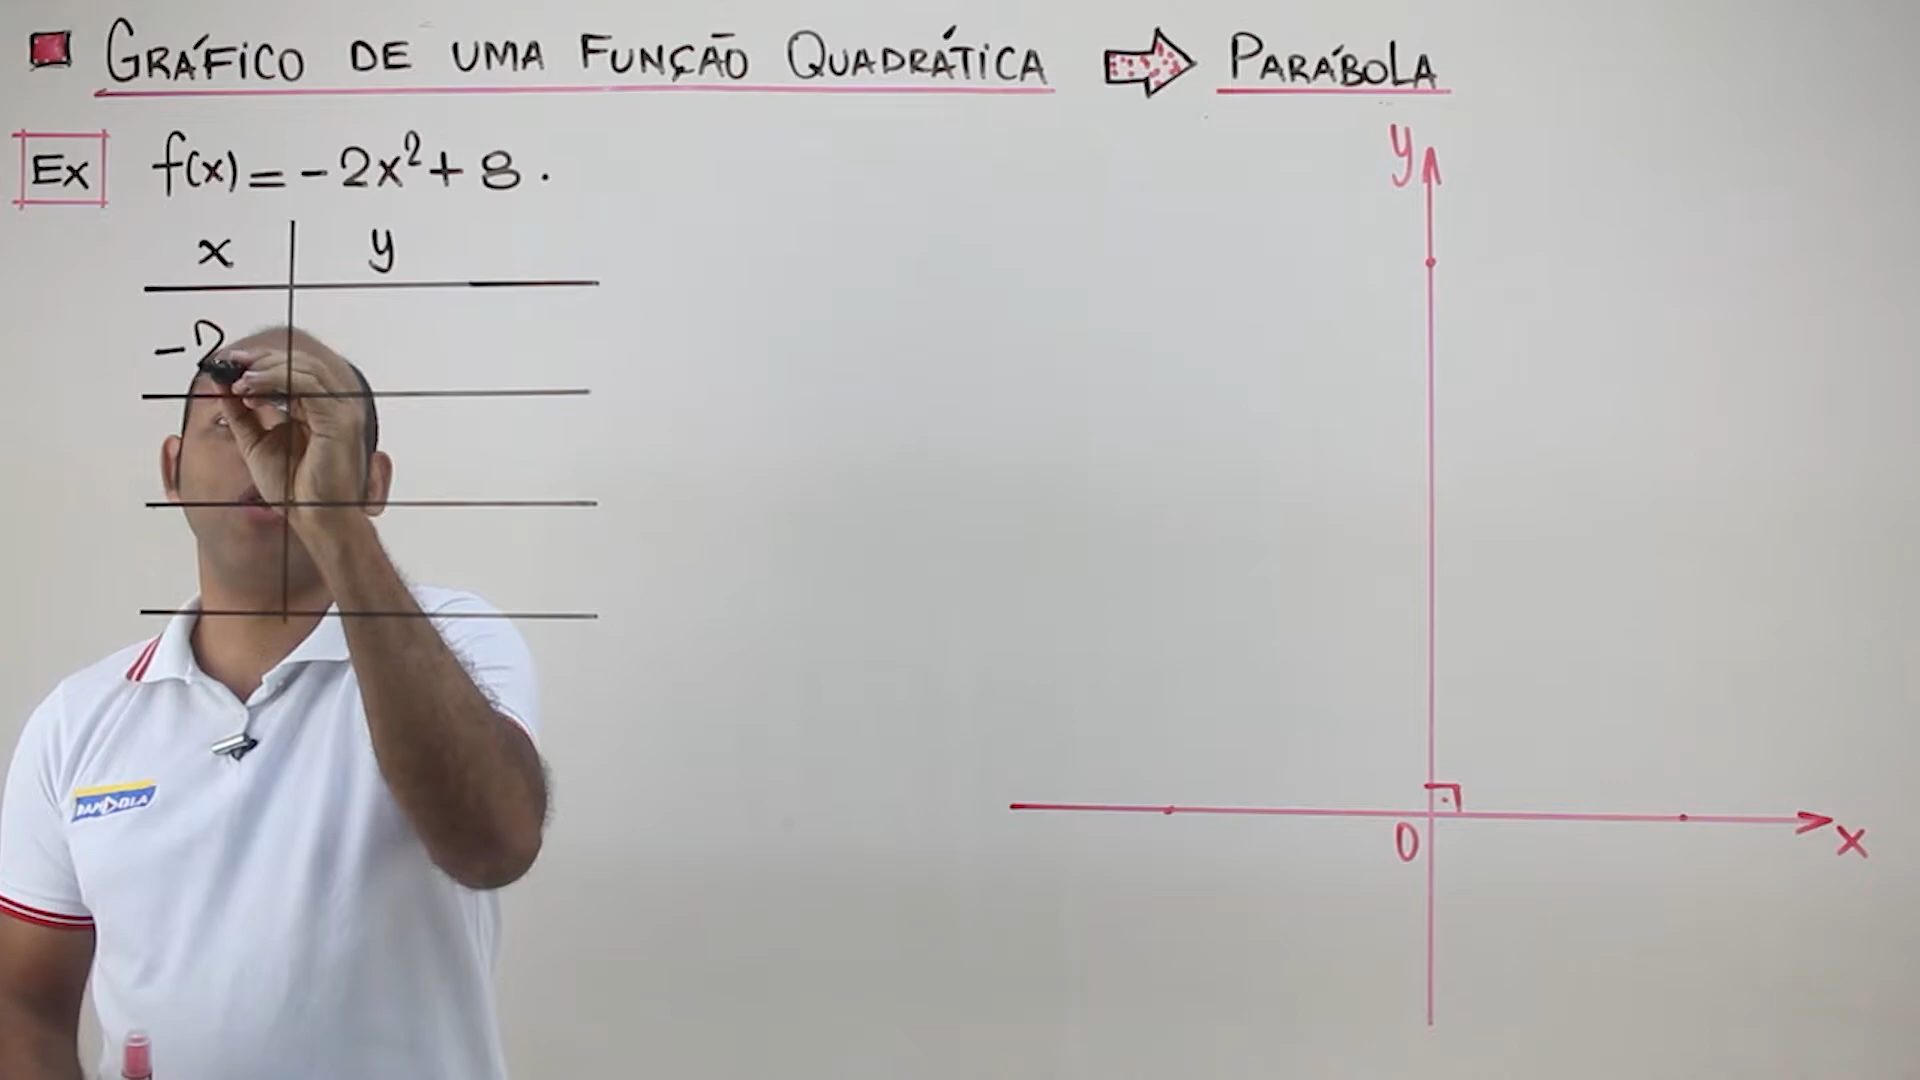 GRÁFICO DE UMA FUNÇÃO QUADRÁTICA PARÁBOLA
Ex f(x) = -2x² + 8.
x y
-2
y
0
x